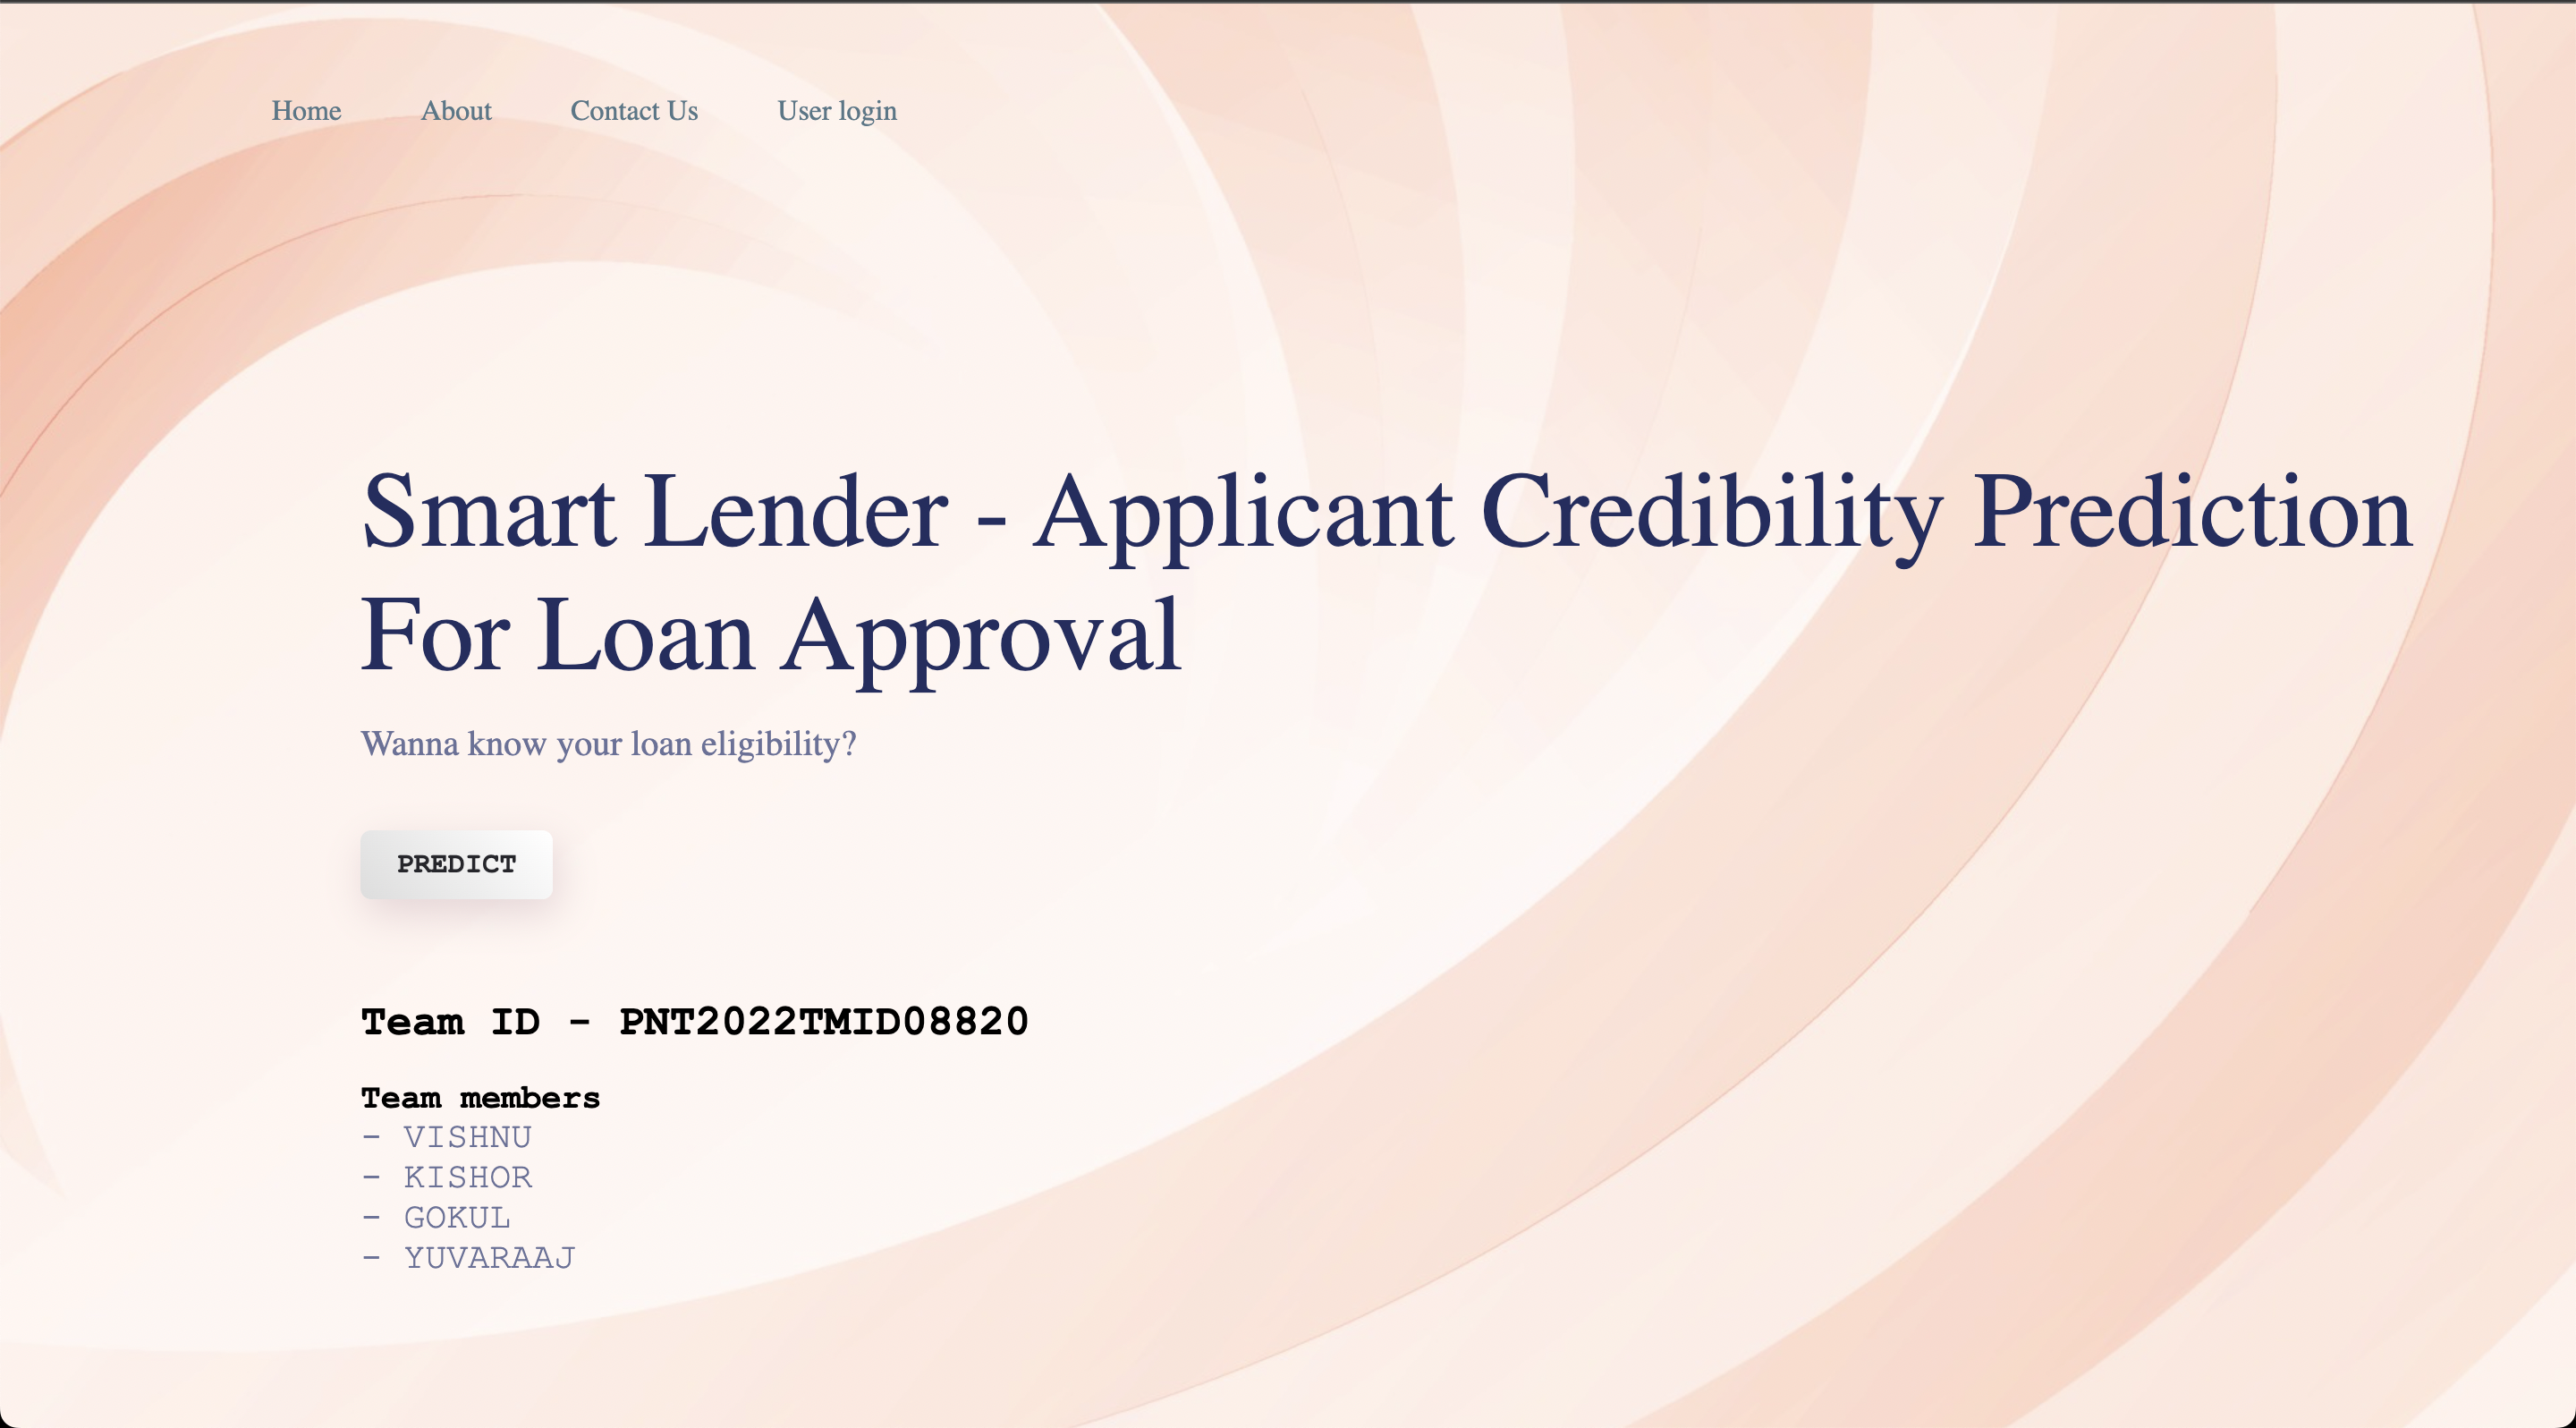 Home About Contact Us User login
Smart Lender - Applicant Credibility Prediction
For Loan Approval
Wanna know your loan eligibility?
PREDICT
Team ID - PNT2022TMID08820
Team members
- VISHNU
- KISHOR
- GOKUL
- YUVARAAJ